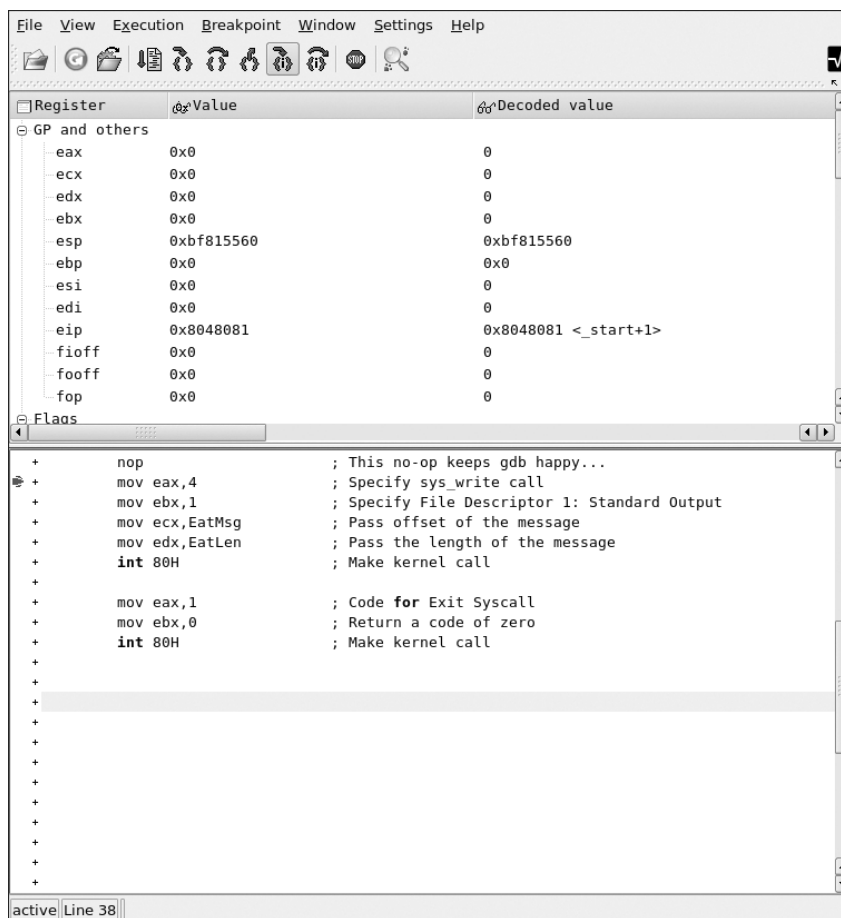 File View Execution Breakpoint Window Settings Help
STOP
Register Value Decoded value
GP and others
eax 0x0 0
ecx 0x0 0
edx 0x0 0
ebx 0x0 0
esp 0xbf815560 0xbf815560
ebp 0x0 0x0
esi 0x0 0
edi 0x0 0
eip 0x8048081 0x8048081 <_start+1>
fioff 0x0 0
fooff 0x0 0
fop 0x0 0
Flags
+ nop ; This no-op keeps gdb happy...
+ mov eax,4 ; Specify sys_write call
+ mov ebx,1 ; Specify File Descriptor 1: Standard Output
+ mov ecx,EatMsg ; Pass offset of the message
+ mov edx,EatLen ; Pass the length of the message
+ int 80H ; Make kernel call
+
+ mov eax,1 ; Code for Exit Syscall
+ mov ebx,0 ; Return a code of zero
+ int 80H ; Make kernel call
+
+
+
+
+
+
+
+
+
+
+
+
active Line 38